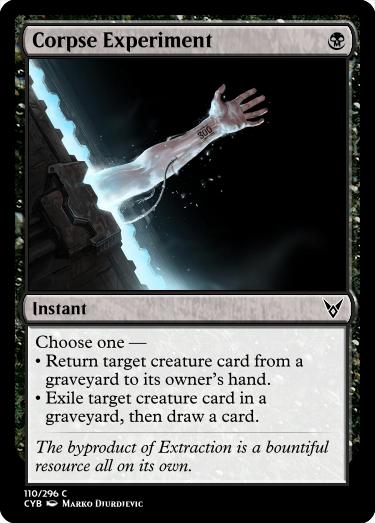 Corpse Experiment
300
Instant
Choose one —
• Return target creature card from a
graveyard to its owner's hand.
• Exile target creature card in a
graveyard, then draw a card.
The byproduct of Extraction is a bountiful
resource all on its own.
110/296 C
CYB Marko Djurdjevic